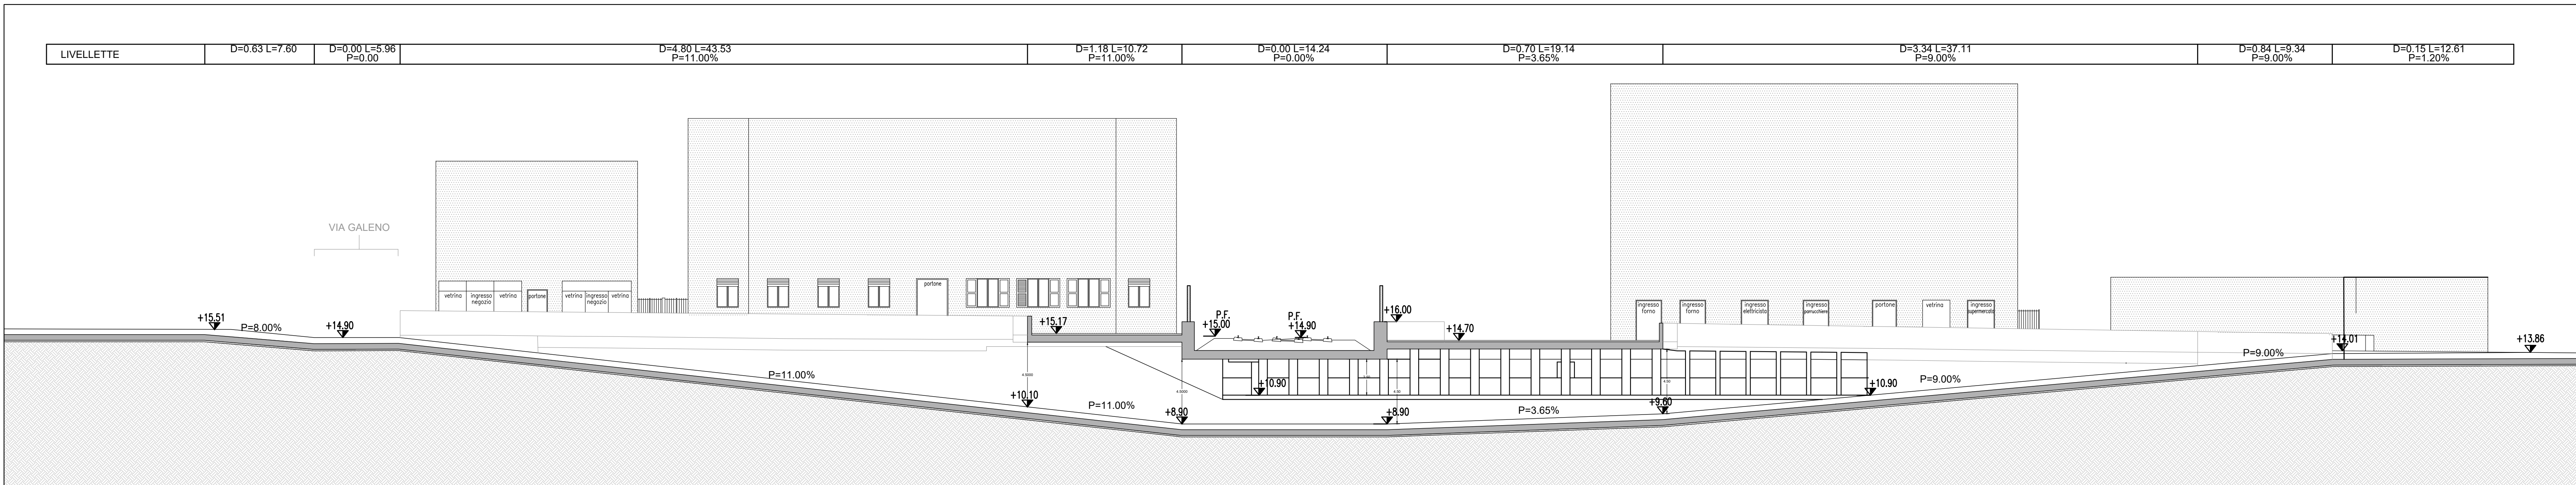 LIVELLETTE
D=0.63 L=7.60
D=0.00 L=5.96
P=0.00
D=4.80 L=43.53
P=11.00%
D=1.18 L=10.72
P=11.00%
D=0.00 L=14.24
P=0.00%
D=0.70 L=19.14
P=3.65%
D=3.34 L=37.11
P=9.00%
D=0.84 L=9.34
P=9.00%
D=0.15 L=12.61
P=1.20%
VIA GALENO
vetrina
ingresso
negozio
vetrina
portone
vetrina
ingresso
negozio
vetrina
portone
ingresso
forno
ingresso
forno
ingresso
elettricista
ingresso
parrucchiere
portone
vetrina
ingresso
supermercato
+15.51
P=8.00%
+14.90
+15.17
P.F.
+15.00
P.F.
+14.90
+16.00
+14.70
+14.01
+13.86
P=9.00%
P=11.00%
+10.10
P=11.00%
+8.90
+10.90
+8.90
P=3.65%
+9.60
+10.90
P=9.00%